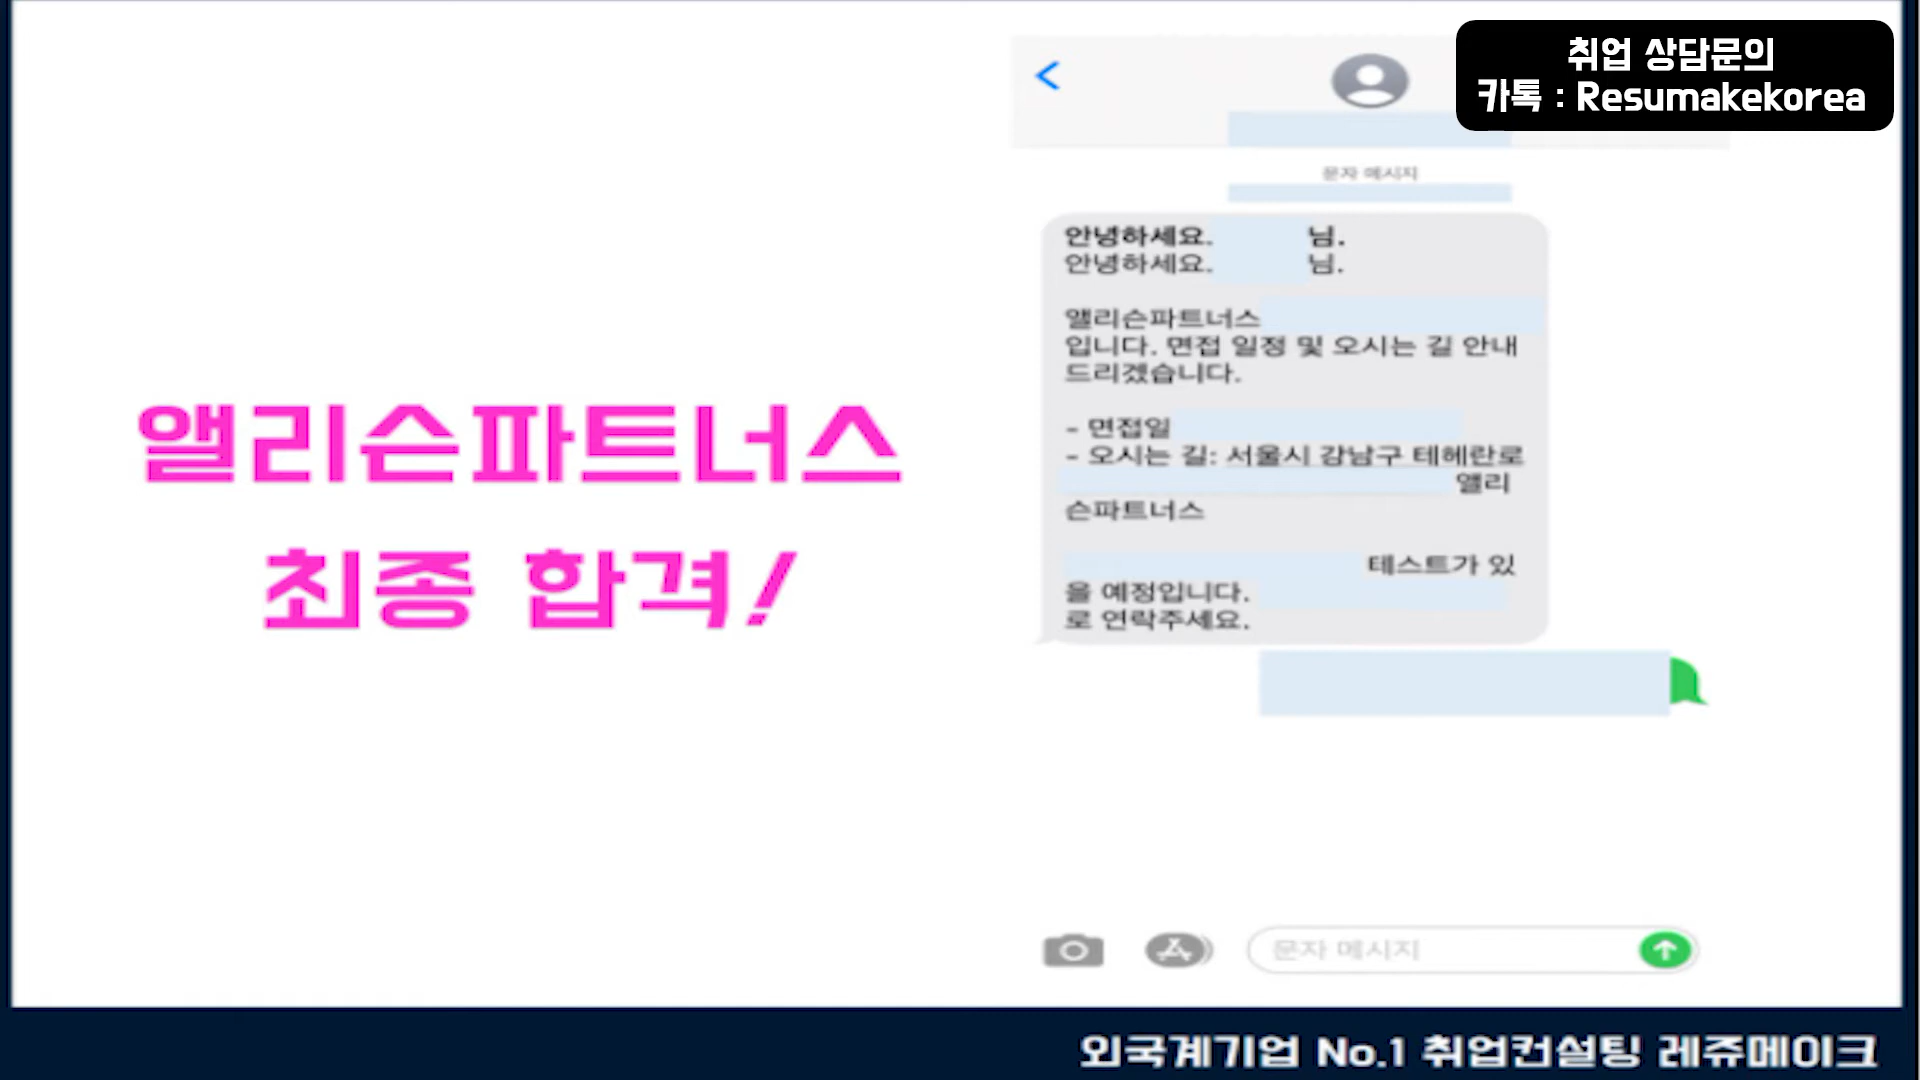 취업 상담문의
카톡 : Resumakekorea
문자 메시지
안녕하세요. 님.
안녕하세요. 님.
앨리슨파트너스
입니다. 면접 일정 및 오시는 길 안내
드리겠습니다.
- 면접일
- 오시는 길: 서울시 강남구 테헤란로
앨리
슨파트너스
테스트가 있
을 예정입니다.
로 연락주세요.
앨리슨파트너스
최종 합격!
문자 메시지
외국계기업 No.1 취업컨설팅 레쥬메이크